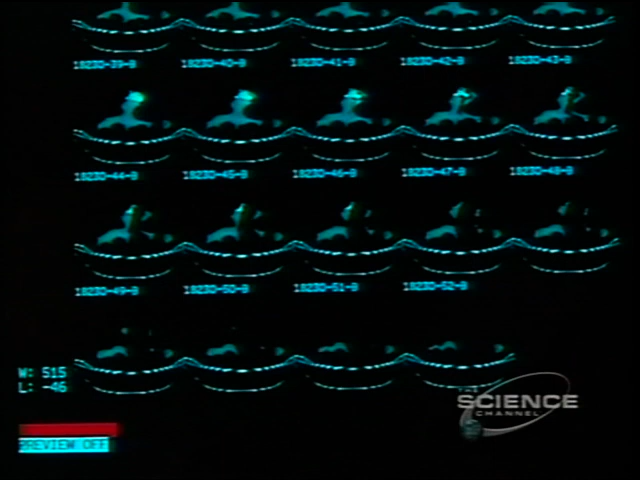 18230-39-B 18230-40-B 18230-41-B 18230-42-B 18230-43-B
18230-44-B 18230-45-B 18230-46-B 18230-47-B 18230-48-B
18230-49-B 18230-50-B 18230-51-B 18230-52-B
W: 515
L: -46
SCIENCE
CHANNEL
PREVIEW OFF